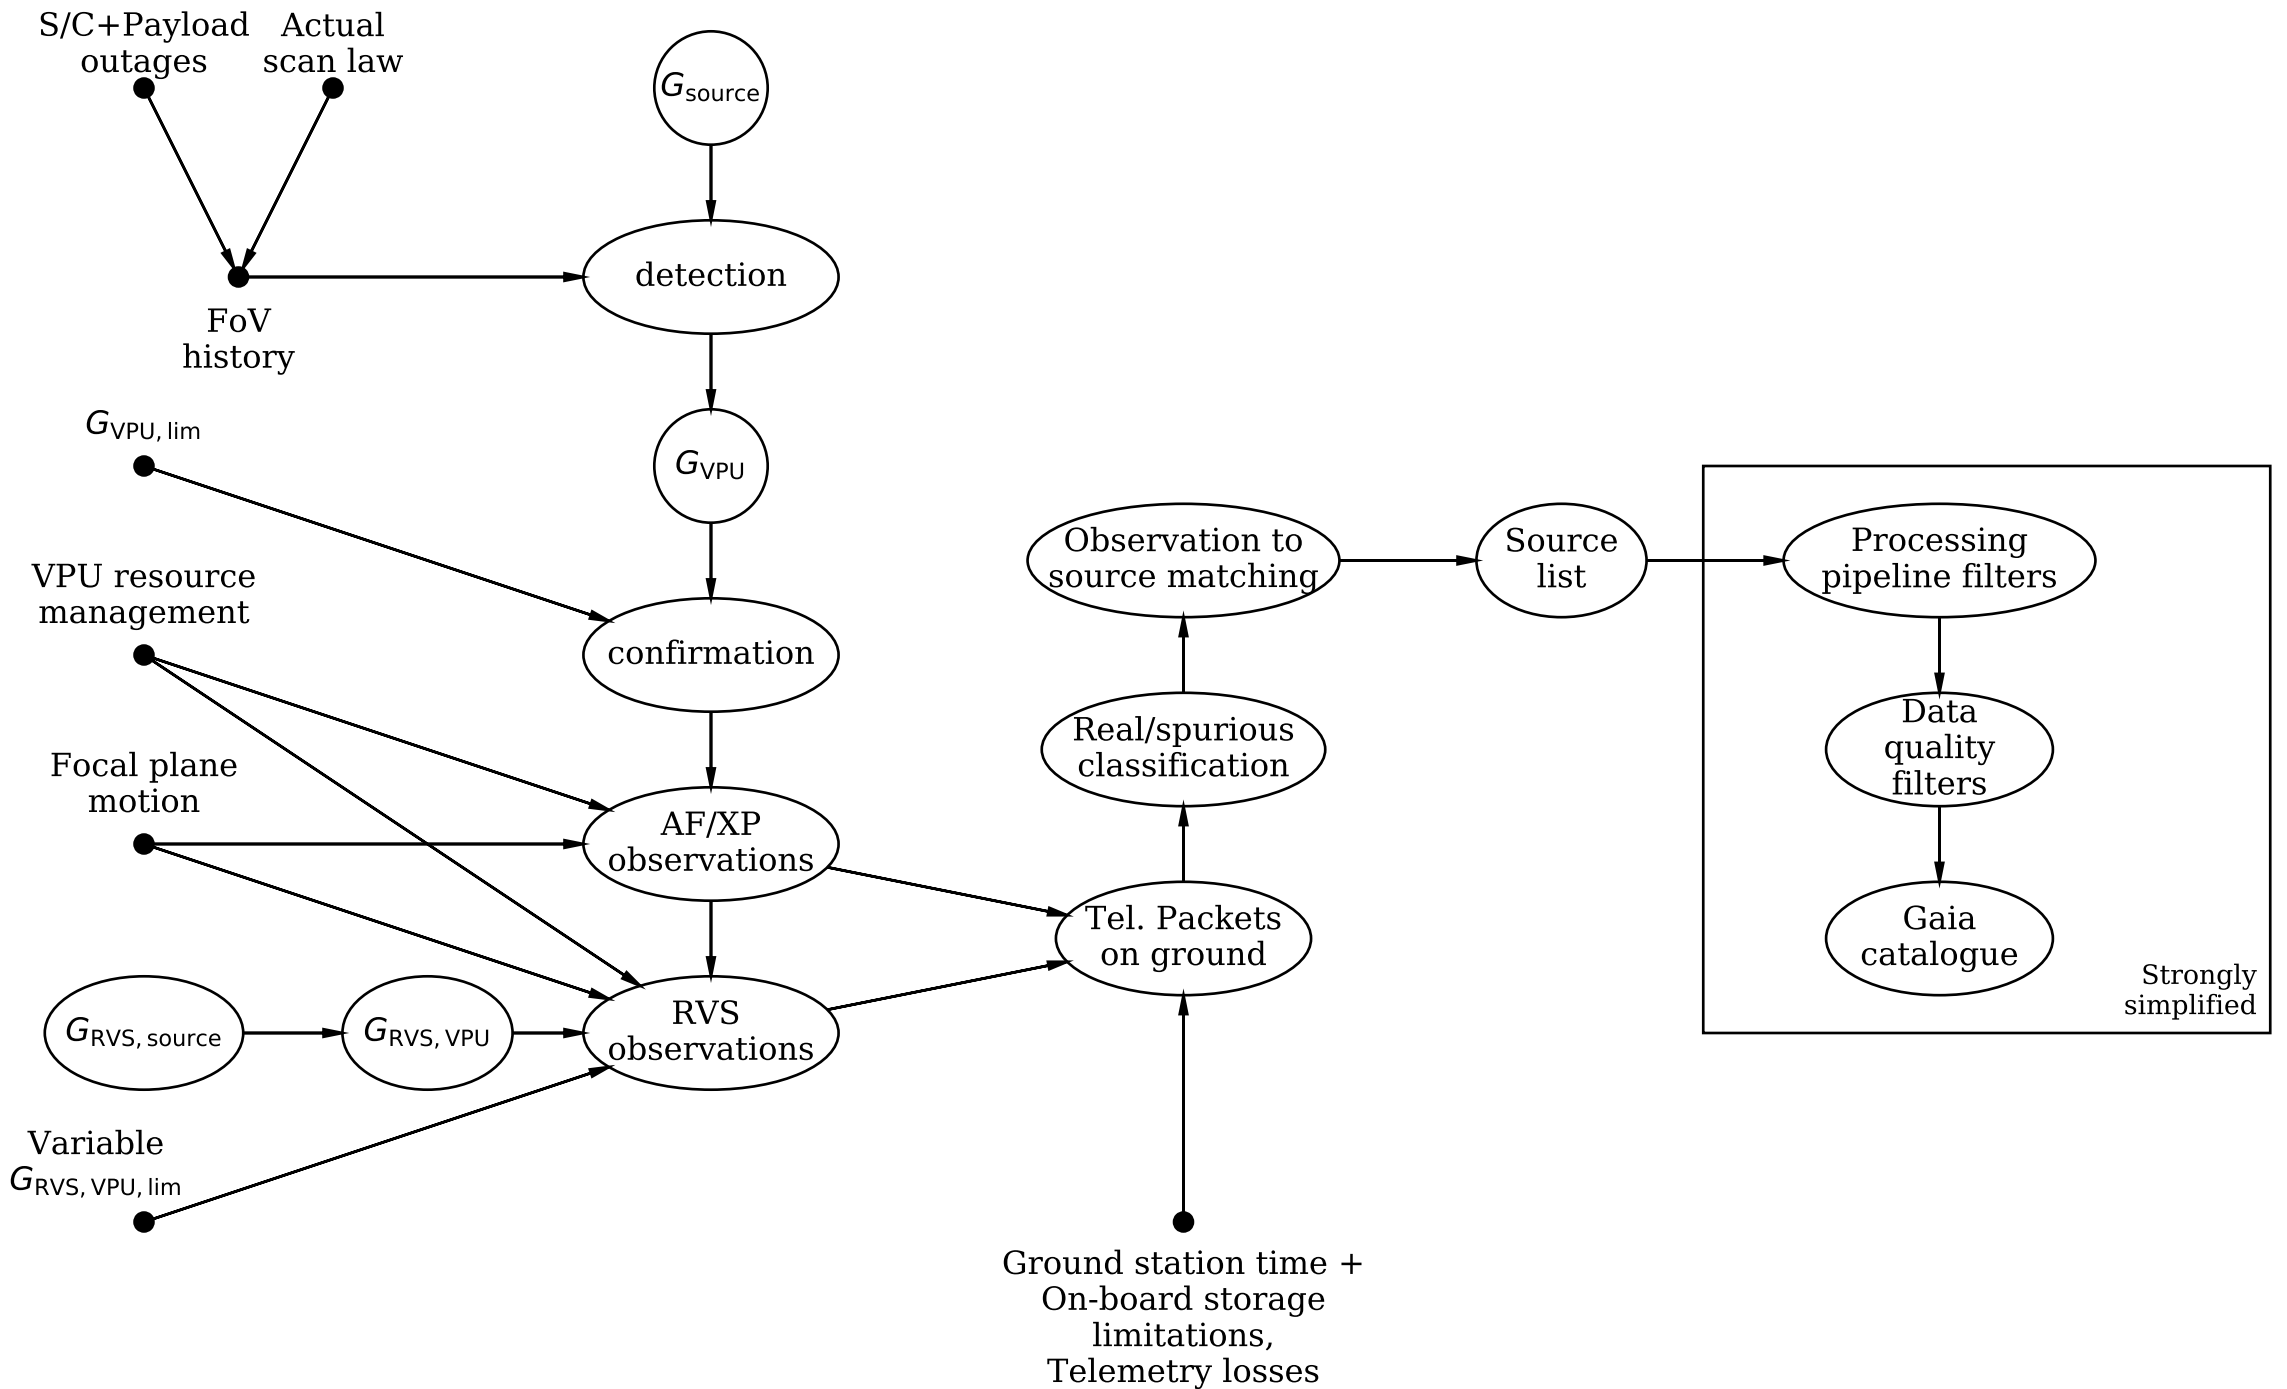 S/C+Payload
outages
Actual
scan law
G_source
detection
FoV
history
G_VPU, lim
G_VPU
VPU resource
management
confirmation
Observation to
source matching
Source
list
Processing
pipeline filters
Real/spurious
classification
Data
quality
filters
Focal plane
motion
AF/XP
observations
Tel. Packets
on ground
Gaia
catalogue
Strongly
simplified
G_RVS, source
G_RVS, VPU
RVS
observations
Variable
G_RVS, VPU, lim
Ground station time +
On-board storage
limitations,
Telemetry losses